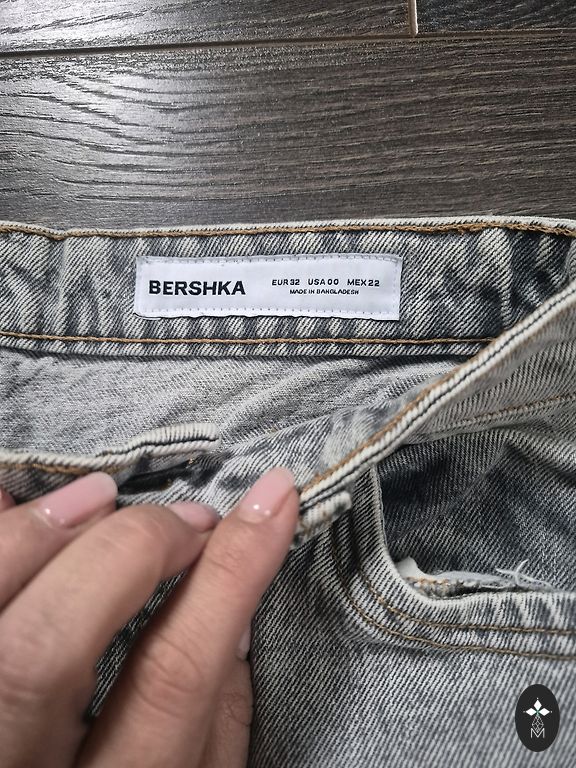 BERSHKA EUR 32 USA 00 MEX 22
MADE IN BANGLADESH